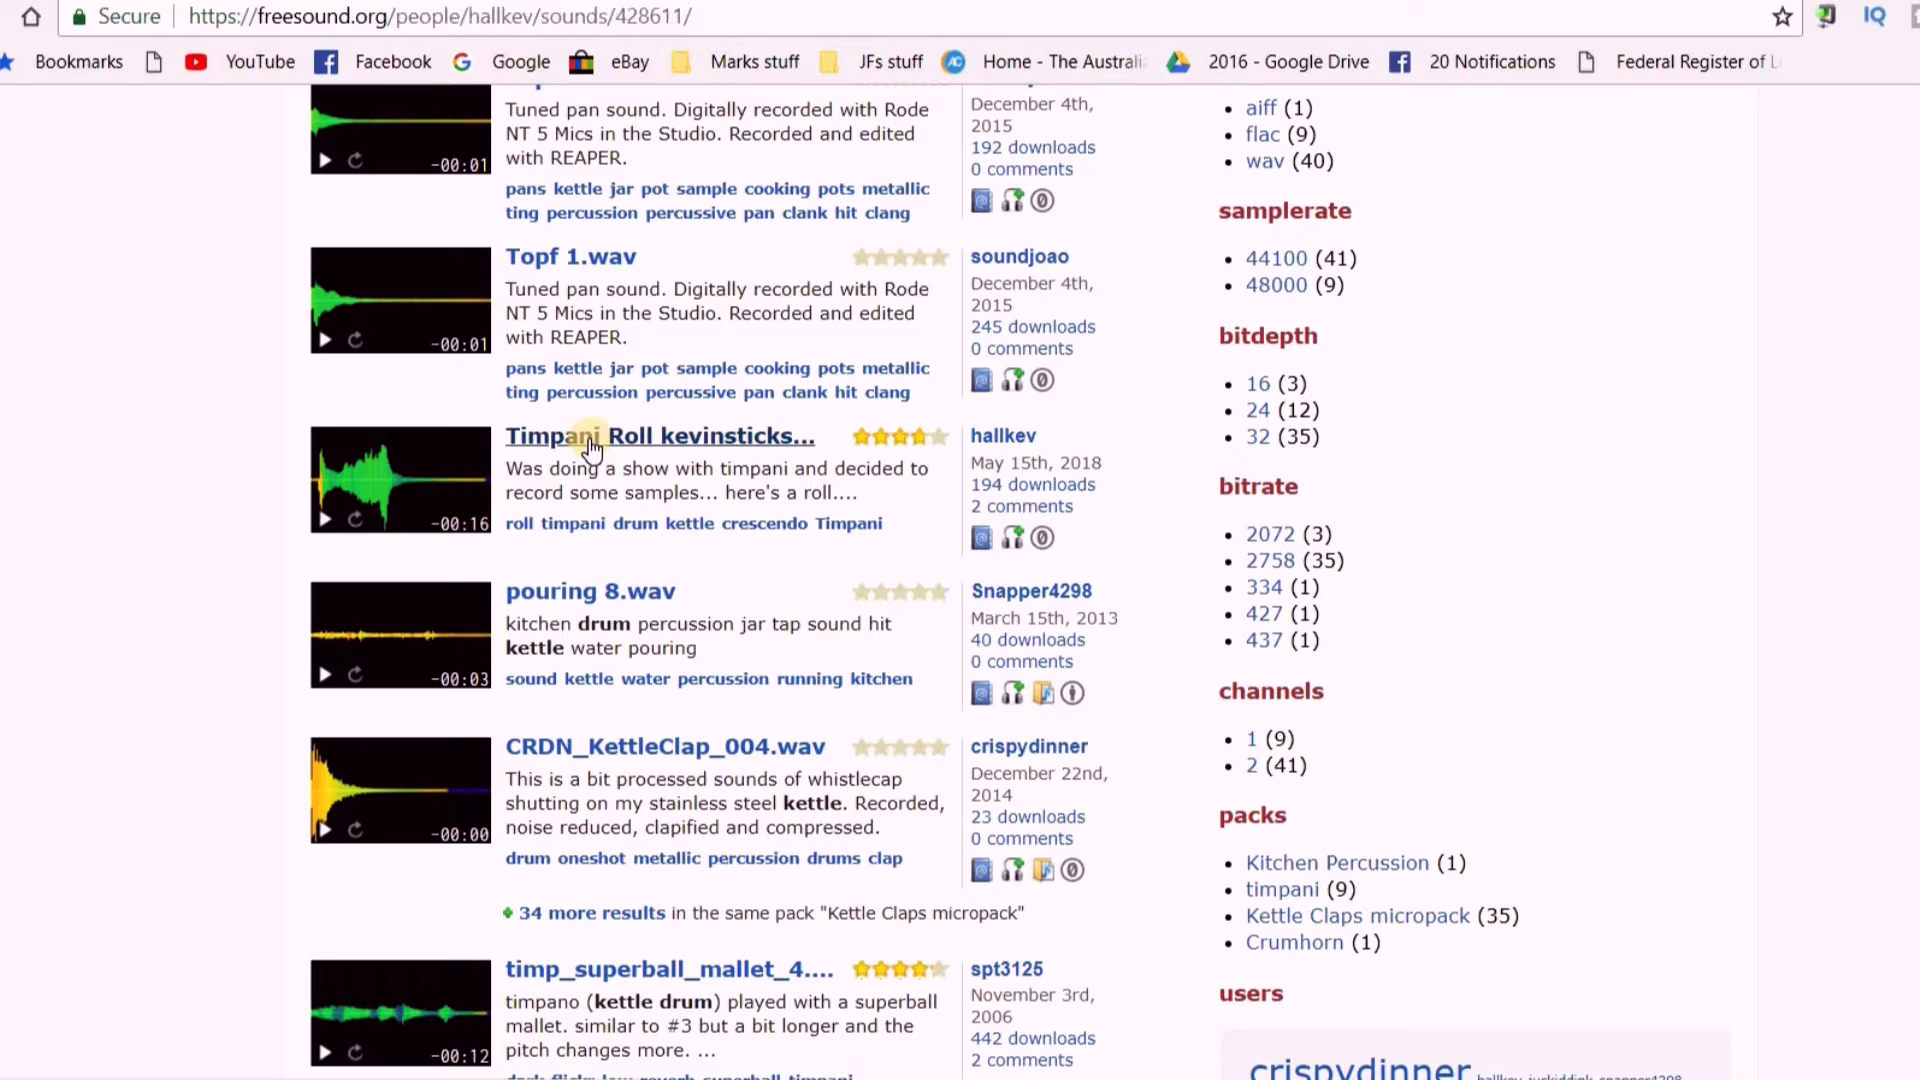 Secure https://freesound.org/people/hallkev/sounds/428611/ IQ
Bookmarks YouTube Facebook Google eBay Marks stuff JFs stuff Home - The Australi 2016 - Google Drive 20 Notifications Federal Register of L
Tuned pan sound. Digitally recorded with Rode
NT 5 Mics in the Studio. Recorded and edited
with REAPER.
-00:01
pans kettle jar pot sample cooking pots metallic
ting percussion percussive pan clank hit clang
December 4th,
2015
192 downloads
0 comments
Topf 1.wav
Tuned pan sound. Digitally recorded with Rode
NT 5 Mics in the Studio. Recorded and edited
with REAPER.
-00:01
pans kettle jar pot sample cooking pots metallic
ting percussion percussive pan clank hit clang
soundjoao
December 4th,
2015
245 downloads
0 comments
Timpani Roll kevinsticks...
Was doing a show with timpani and decided to
record some samples... here's a roll....
-00:16
roll timpani drum kettle crescendo Timpani
hallkev
May 15th, 2018
194 downloads
2 comments
pouring 8.wav
kitchen drum percussion jar tap sound hit
kettle water pouring
-00:03
sound kettle water percussion running kitchen
Snapper4298
March 15th, 2013
40 downloads
0 comments
CRDN_KettleClap_004.wav
This is a bit processed sounds of whistlecap
shutting on my stainless steel kettle. Recorded,
noise reduced, clapified and compressed.
-00:00
drum oneshot metallic percussion drums clap
crispydinner
December 22nd,
2014
23 downloads
0 comments
34 more results in the same pack "Kettle Claps micropack"
timp_superball_mallet_4....
timpano (kettle drum) played with a superball
mallet. similar to #3 but a bit longer and the
pitch changes more. ...
-00:12
dark flickr low reverb superball timpani
spt3125
November 3rd,
2006
442 downloads
2 comments
aiff (1)
flac (9)
wav (40)
samplerate
44100 (41)
48000 (9)
bitdepth
16 (3)
24 (12)
32 (35)
bitrate
2072 (3)
2758 (35)
334 (1)
427 (1)
437 (1)
channels
1 (9)
2 (41)
packs
Kitchen Percussion (1)
timpani (9)
Kettle Claps micropack (35)
Crumhorn (1)
users
crispydinner hallkev